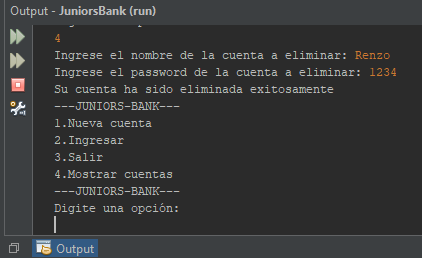 Output - JuniorsBank (run)
4
Ingrese el nombre de la cuenta a eliminar: Renzo
Ingrese el password de la cuenta a eliminar: 1234
Su cuenta ha sido eliminada exitosamente
---JUNIORS-BANK---
1.Nueva cuenta
2.Ingresar
3.Salir
4.Mostrar cuentas
---JUNIORS-BANK---
Digite una opción:
Output